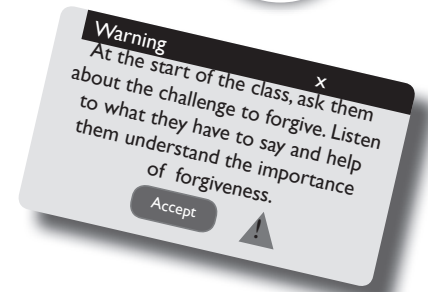 Warning
x
At the start of the class, ask them
about the challenge to forgive. Listen
to what they have to say and help
them understand the importance
of forgiveness.
Accept
!